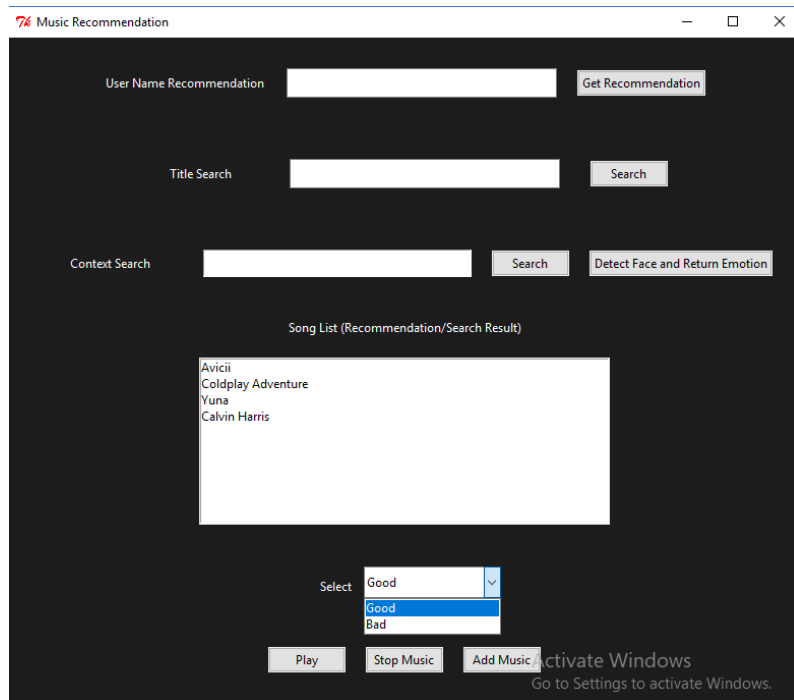 Music Recommendation
User Name Recommendation Get Recommendation
Title Search Search
Context Search Search Detect Face and Return Emotion
Song List (Recommendation/Search Result)
Avicii
Coldplay Adventure
Yuna
Calvin Harris
Select Good
Good
Bad
Play Stop Music Add Music Activate Windows
Go to Settings to activate Windows.